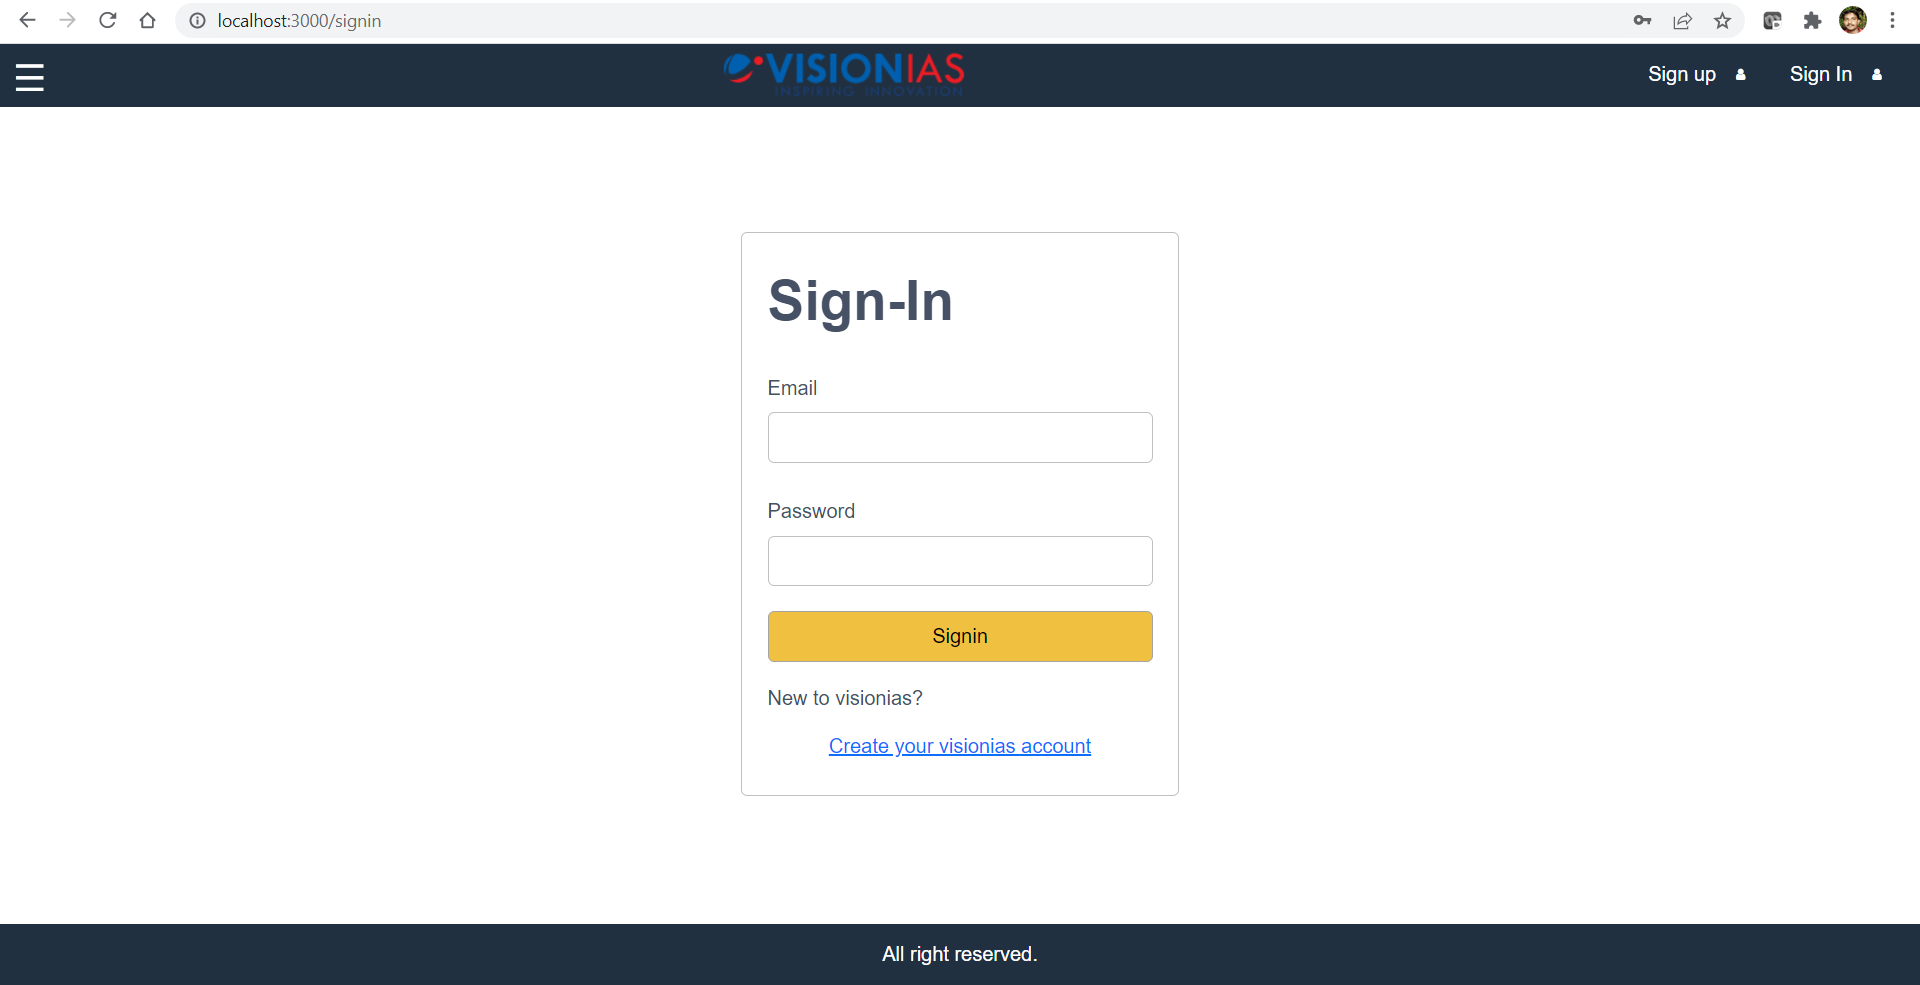 localhost:3000/signin
VISIONIAS
INSPIRING INNOVATION
Sign up
Sign In
Sign-In
Email
Password
Signin
New to visionias?
Create your visionias account
All right reserved.